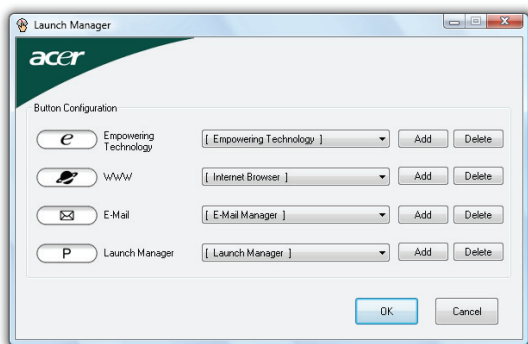 Launch Manager
acer
Button Configuration
e Empowering Technology [ Empowering Technology ] Add Delete
WWW [ Internet Browser ] Add Delete
E-Mail [ E-Mail Manager ] Add Delete
P Launch Manager [ Launch Manager ] Add Delete
OK Cancel